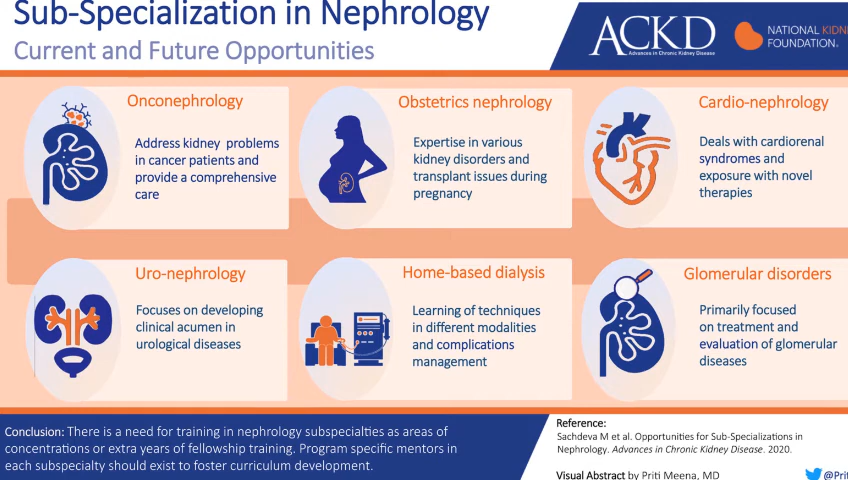 Sub-Specialization in Nephrology
Current and Future Opportunities
ACKD
Advances in Chronic Kidney Disease
NATIONAL KIDN
FOUNDATION®
Onconephrology
Address kidney problems
in cancer patients and
provide a comprehensive
care
Obstetrics nephrology
Expertise in various
kidney disorders and
transplant issues during
pregnancy
Cardio-nephrology
Deals with cardiorenal
syndromes and
exposure with novel
therapies
Uro-nephrology
Focuses on developing
clinical acumen in
urological diseases
Home-based dialysis
Learning of techniques
in different modalities
and complications
management
Glomerular disorders
Primarily focused
on treatment and
evaluation of glomerular
diseases
Conclusion: There is a need for training in nephrology subspecialties as areas of
concentrations or extra years of fellowship training. Program specific mentors in
each subspecialty should exist to foster curriculum development.
Reference:
Sachdeva M et al. Opportunities for Sub-Specializations in
Nephrology. Advances in Chronic Kidney Disease. 2020.
Visual Abstract by Priti Meena, MD
@Prit